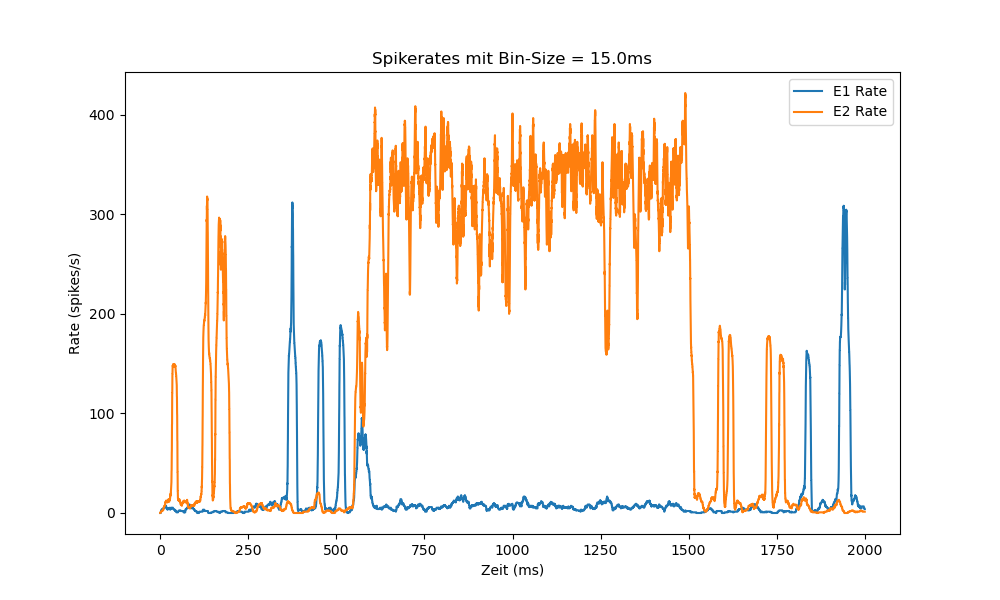 Spikerates mit Bin-Size = 15.0ms
E1 Rate
E2 Rate
400
300
200
100
0
Rate (spikes/s)
0 250 500 750 1000 1250 1500 1750 2000
Zeit (ms)